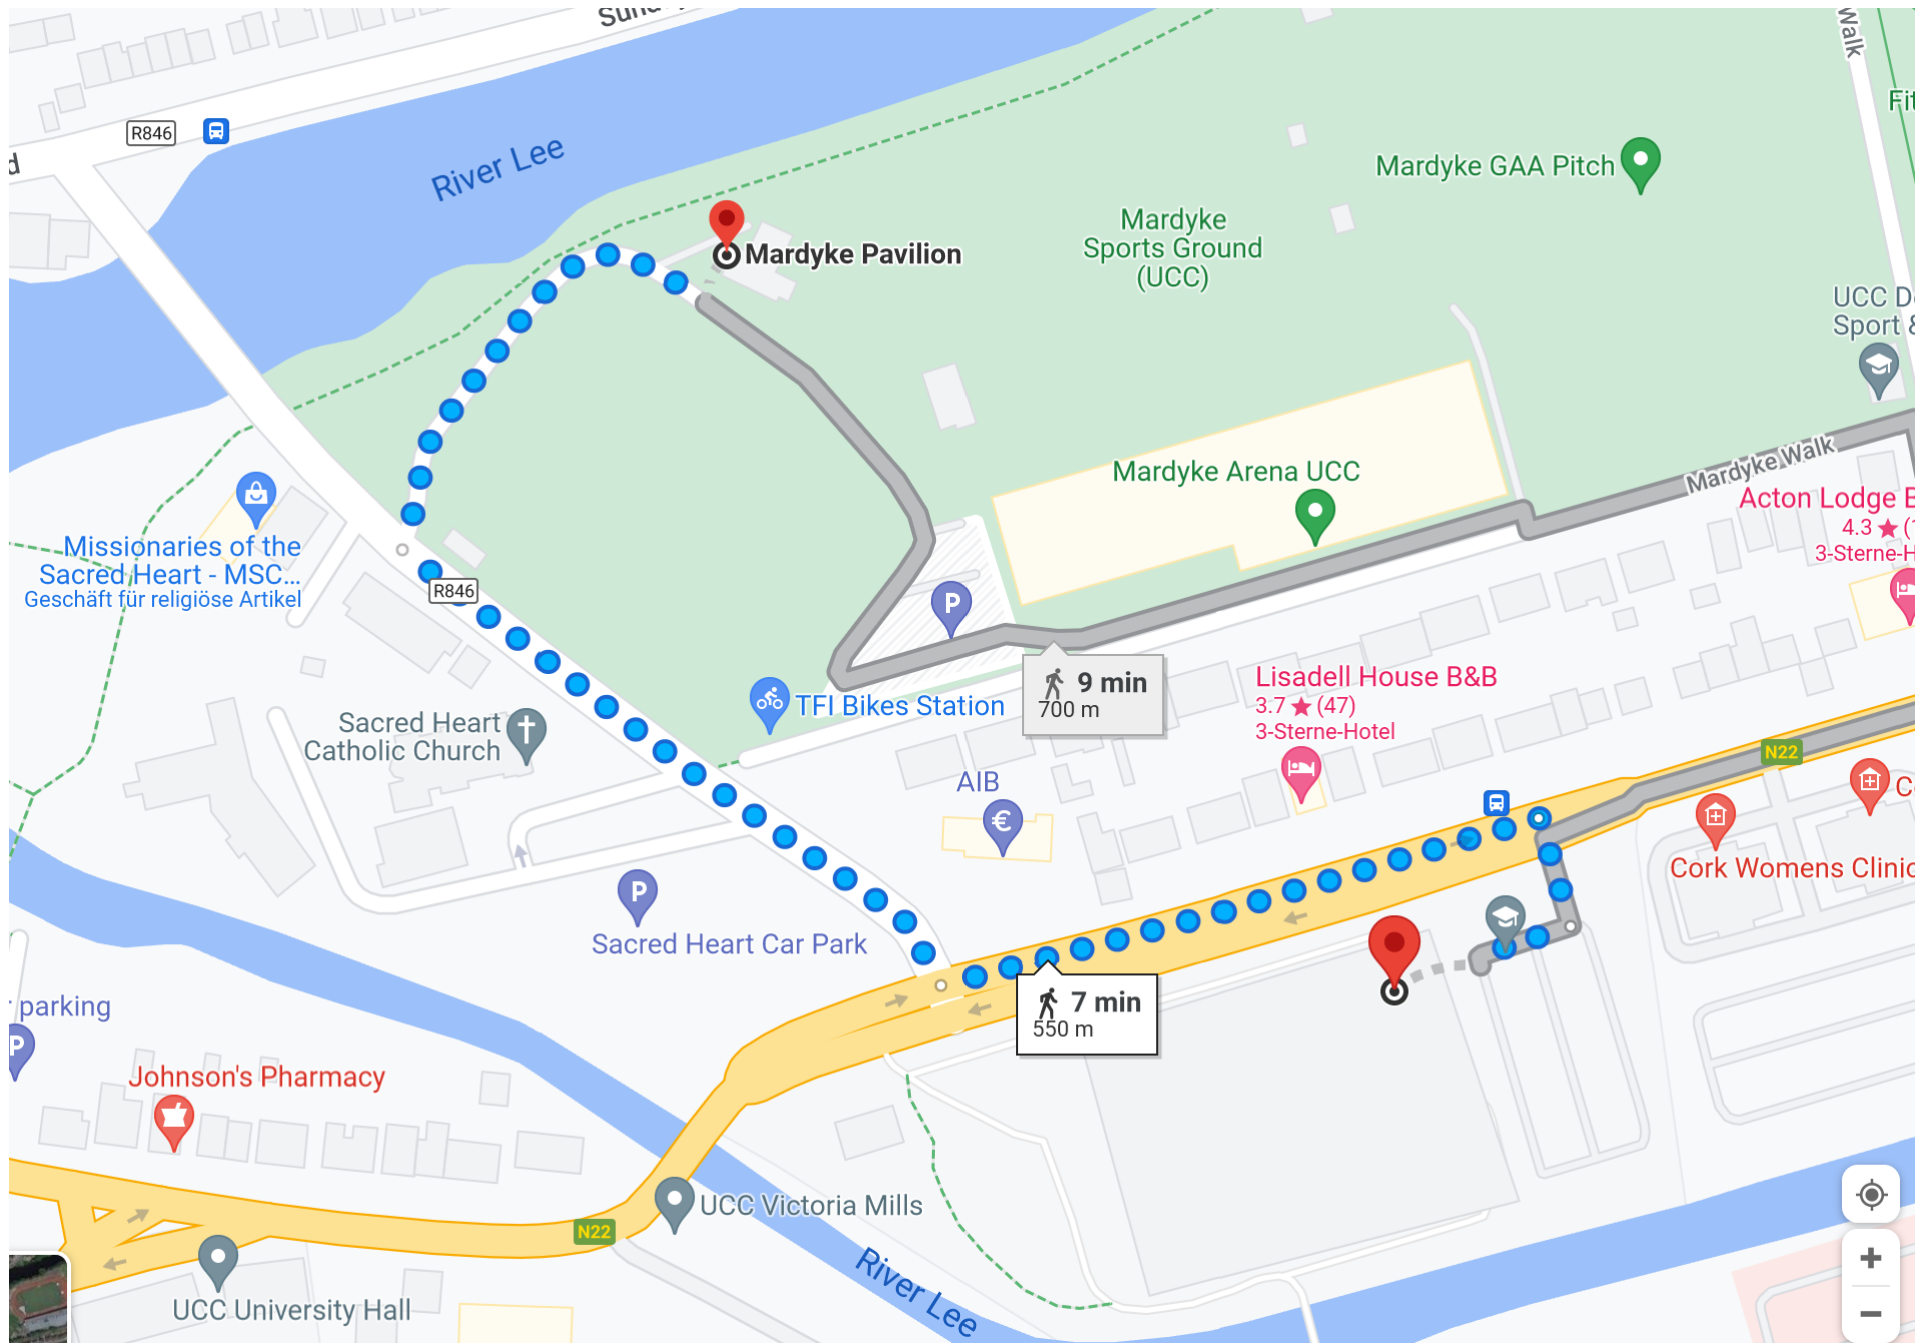 R846
d
River Lee
Walk
Mardyke GAA Pitch
Mardyke
Sports Ground
(UCC)
Mardyke Pavilion
Mardyke Arena UCC
Mardyke Walk
Acton Lodge B
4.3 ★
3-Sterne-H
Missionaries of the
Sacred Heart - MSC...
Geschäft für religiöse Artikel
R846
P
9 min
700 m
TFI Bikes Station
Lisadell House B&B
3.7 ★ (47)
3-Sterne-Hotel
Sacred Heart
Catholic Church
AIB
€
N22
P
Sacred Heart Car Park
Cork Womens Clinic
7 min
550 m
parking
P
Johnson's Pharmacy
UCC Victoria Mills
N22
River Lee
UCC University Hall